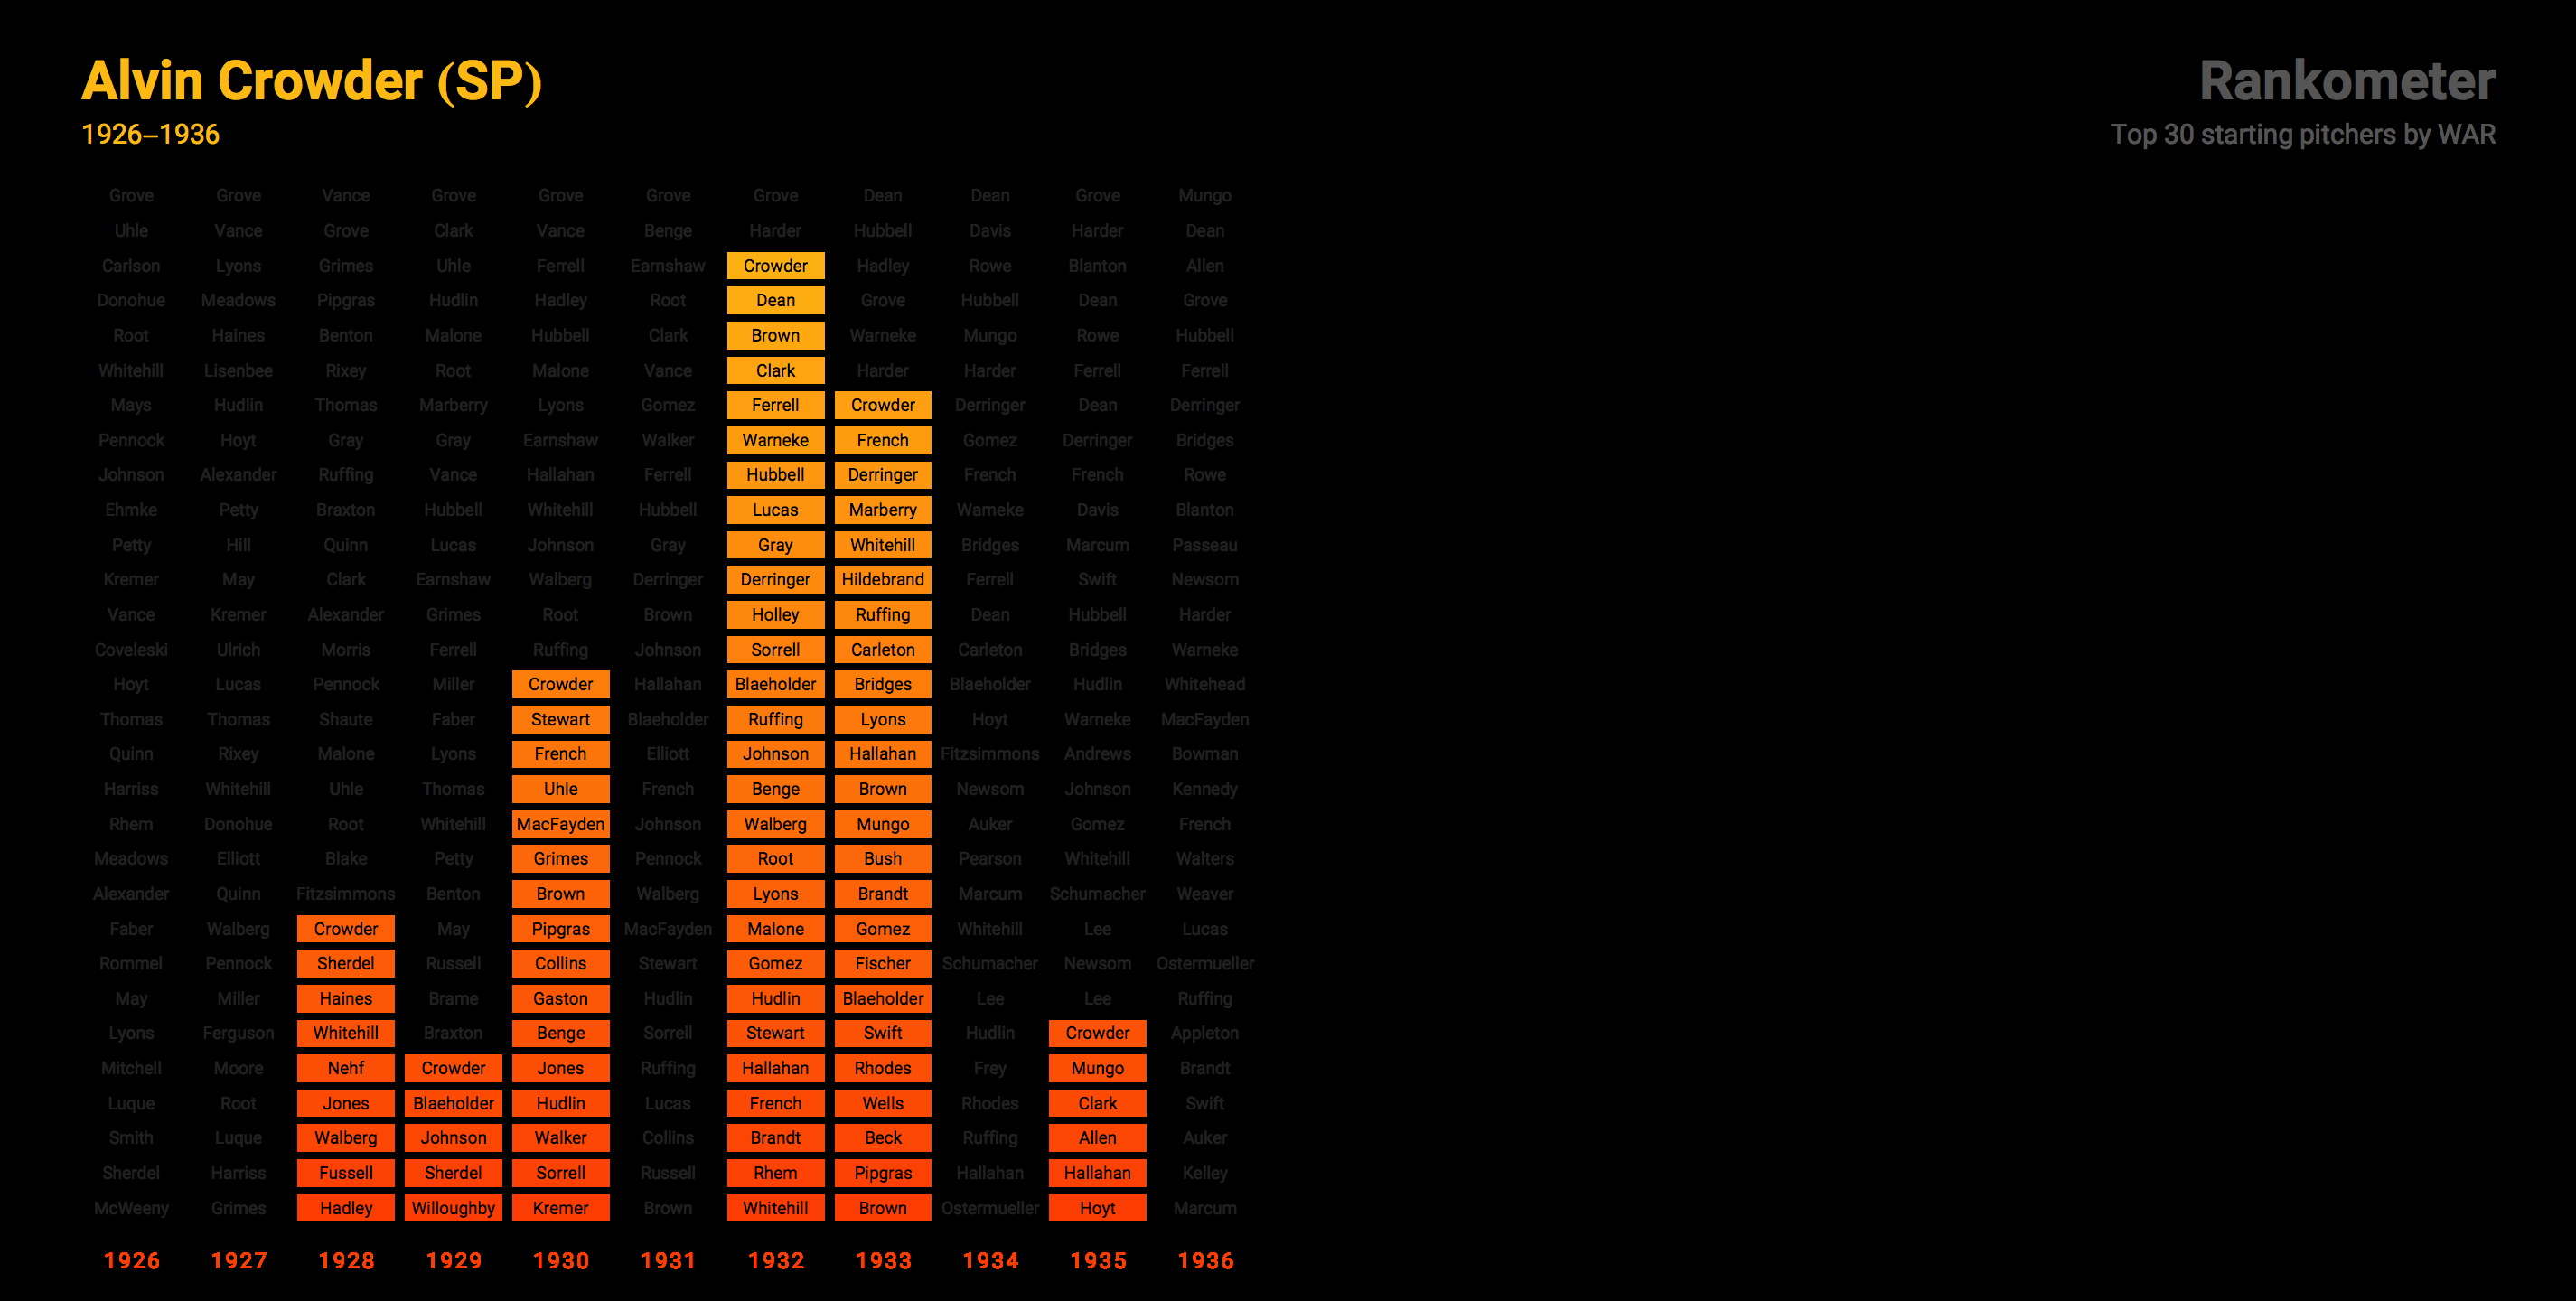 Alvin Crowder (SP)
1926–1936
Rankometer
Top 30 starting pitchers by WAR
Grove Grove Vance Grove Grove Grove Grove Dean Dean Grove Mungo
Uhle Vance Grove Clark Vance Benge Harder Hubbell Davis Harder Dean
Carlson Lyons Grimes Uhle Ferrell Earnshaw Crowder Hadley Rowe Blanton Allen
Donohue Meadows Pipgras Hudlin Hadley Root Dean Grove Hubbell Dean Grove
Root Haines Benton Malone Hubbell Clark Brown Warneke Mungo Rowe Hubbell
Whitehill Lisenbee Rixey Root Malone Vance Clark Harder Harder Ferrell Ferrell
Mays Hudlin Thomas Marberry Lyons Gomez Ferrell Crowder Derringer Dean Derringer
Pennock Hoyt Gray Gray Earnshaw Walker Warneke French Gomez Derringer Bridges
Johnson Alexander Ruffing Vance Hallahan Ferrell Hubbell Derringer French French Rowe
Ehmke Petty Braxton Hubbell Whitehill Hubbell Lucas Marberry Warneke Davis Blanton
Petty Hill Quinn Lucas Johnson Gray Gray Whitehill Bridges Marcum Passeau
Kremer May Clark Earnshaw Walberg Derringer Derringer Hildebrand Ferrell Swift Newsom
Vance Kremer Alexander Grimes Root Brown Holley Ruffing Dean Hubbell Harder
Coveleski Ulrich Morris Ferrell Ruffing Johnson Sorrell Carleton Carleton Bridges Warneke
Hoyt Lucas Pennock Miller Crowder Hallahan Blaeholder Bridges Blaeholder Hudlin Whitehead
Thomas Thomas Shaute Faber Stewart Blaeholder Ruffing Lyons Hoyt Warneke MacFayden
Quinn Rixey Malone Lyons French Elliott Johnson Hallahan Fitzsimmons Andrews Bowman
Harriss Whitehill Uhle Thomas Uhle French Benge Brown Newsom Johnson Kennedy
Rhem Donohue Root Whitehill MacFayden Johnson Walberg Mungo Auker Gomez French
Meadows Elliott Blake Petty Grimes Pennock Root Bush Pearson Whitehill Walters
Alexander Quinn Fitzsimmons Benton Brown Walberg Lyons Brandt Marcum Schumacher Weaver
Faber Walberg Crowder May Pipgras MacFayden Malone Gomez Whitehill Lee Lucas
Rommel Pennock Sherdel Russell Collins Stewart Gomez Fischer Schumacher Newsom Ostermueller
May Miller Haines Brame Gaston Hudlin Hudlin Blaeholder Lee Lee Ruffing
Lyons Ferguson Whitehill Braxton Benge Sorrell Stewart Swift Hudlin Crowder Appleton
Mitchell Moore Nehf Crowder Jones Ruffing Hallahan Rhodes Frey Mungo Brandt
Luque Root Jones Blaeholder Hudlin Lucas French Wells Rhodes Clark Swift
Smith Luque Walberg Johnson Walker Collins Brandt Beck Ruffing Allen Auker
Sherdel Harriss Fussell Sherdel Sorrell Russell Rhem Pipgras Hallahan Hallahan Kelley
McWeeny Grimes Hadley Willoughby Kremer Brown Whitehill Brown Ostermueller Hoyt Marcum
1926 1927 1928 1929 1930 1931 1932 1933 1934 1935 1936